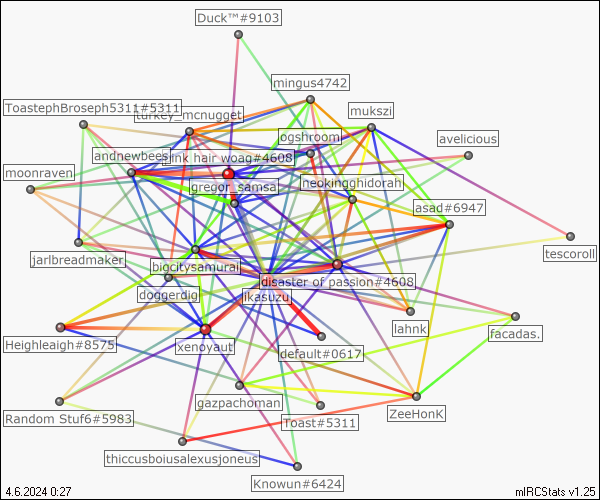 Duck™#9103
mingus4742
ToastephBroseph5311#5311
turkey_mcnugget
mukszi
ogshroom
avelicious
andnewbees
pink hair woag#4608
moonraven
gregor_samsa
neokingghidorah
asad#6947
jarlbreadmaker
biocitysamurai
tescoroll
doggerdig
disaster of passion#4608
likasuzu
lahnk
facadas.
Heighleagh#8575
xenoyaut
default#0617
gazpachoman
ZeeHonK
Random Stuf6#5983
Toast#5311
thiccusboiusalexusjoneus
Knowun#6424
4.6.2024 0:27
mIRCStats v1.25